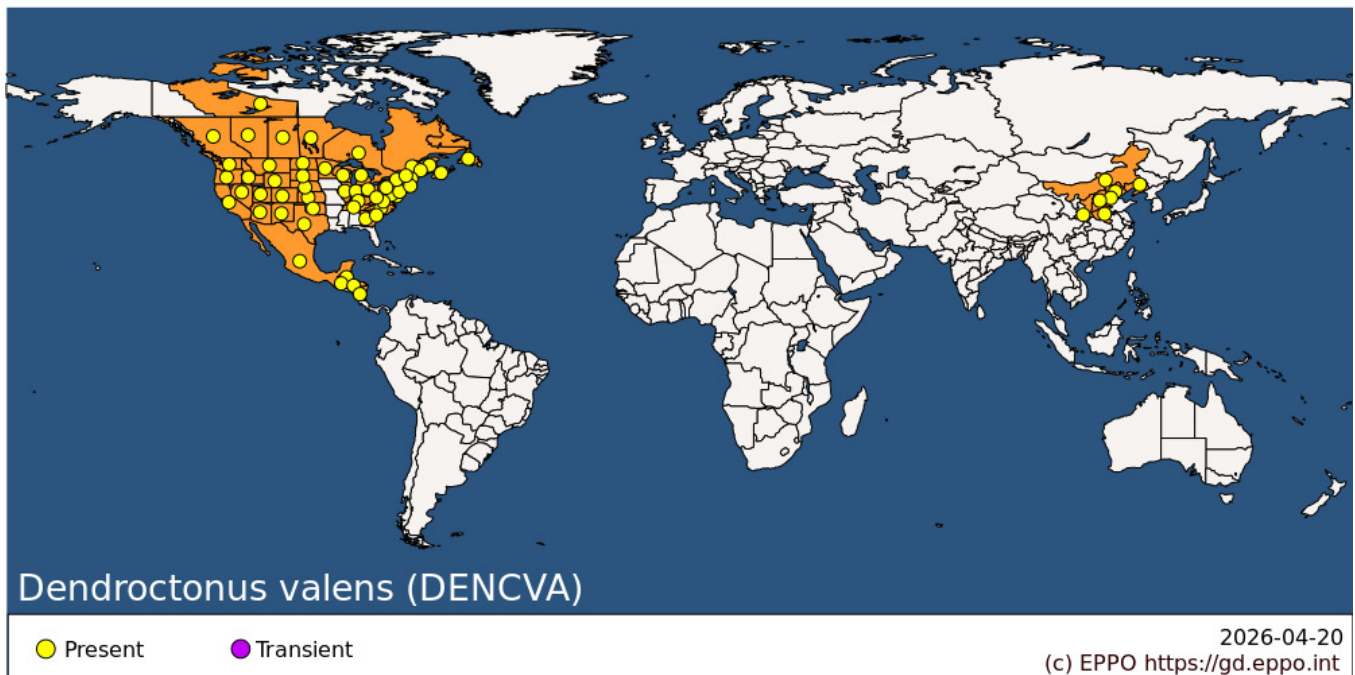 Dendroctonus valens (DENCVA)
Present
Transient
2026-04-20
(c) EPPO https://gd.eppo.int